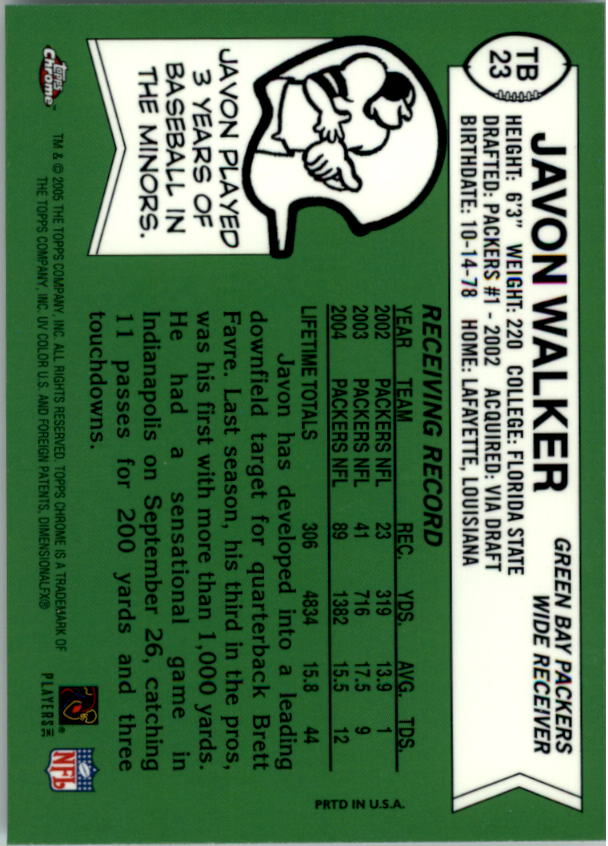 TB
23
JAVON WALKER
GREEN BAY PACKERS
WIDE RECEIVER
HEIGHT: 6'3" WEIGHT: 220 COLLEGE: FLORIDA STATE
DRAFTED: PACKERS #1 - 2002 ACQUIRED: VIA DRAFT
BIRTHDATE: 10-14-78 HOME: LAFAYETTE, LOUISIANA
JAVON PLAYED
3 YEARS OF
BASEBALL IN
THE MINORS.
RECEIVING RECORD
YEAR TEAM REC. YDS. AVG. TDS.
2002 PACKERS NFL 23 319 13.9 1
2003 PACKERS NFL 41 716 17.5 9
2004 PACKERS NFL 89 1382 15.5 12
LIFETIME TOTALS 306 4834 15.8 44
Javon has developed into a leading
downfield target for quarterback Brett
Favre. Last season, his third in the pros,
was his first with more than 1,000 yards.
He had a sensational game in
Indianapolis on September 26, catching
11 passes for 200 yards and three
touchdowns.
PRTD IN U.S.A.
Topps
Chrome™
TM & © 2005 THE TOPPS COMPANY, INC. ALL RIGHTS RESERVED. TOPPS CHROME IS A TRADEMARK OF
THE TOPPS COMPANY, INC. UV COLOR U.S. AND FOREIGN PATENTS, DIMENSIONALFX®
PLAYERS INC
NFL